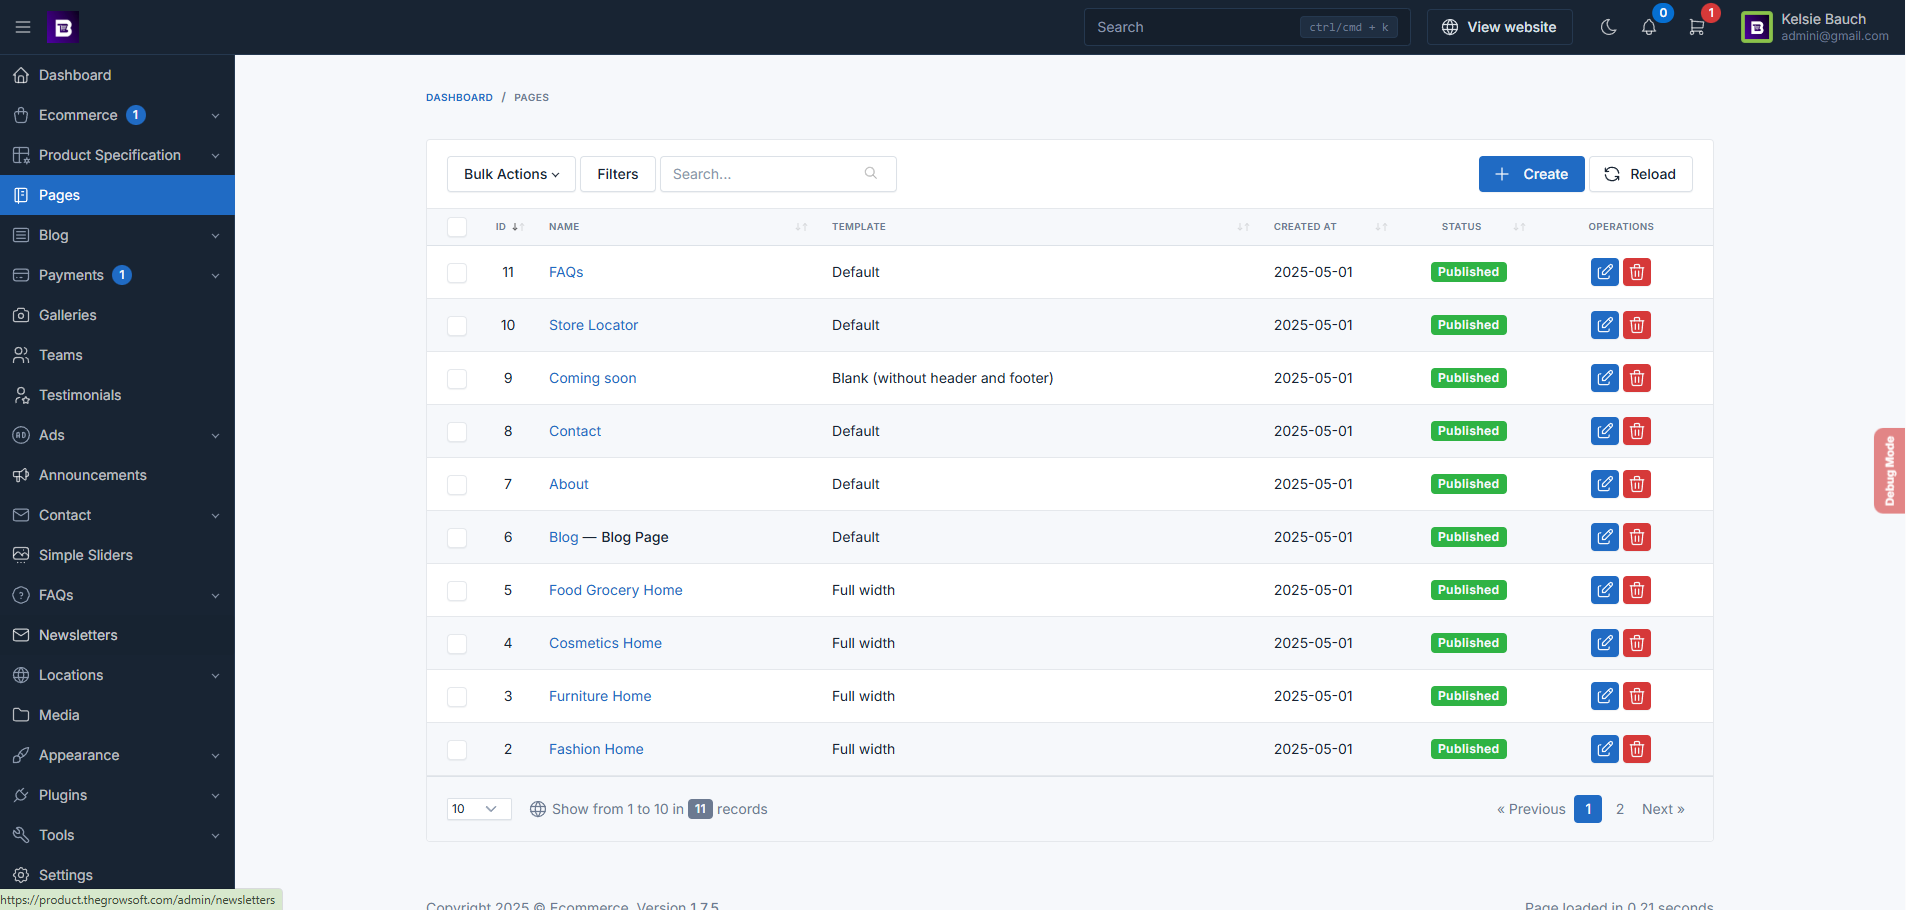 Search ctrl/cmd + k View website 0 1 Kelsie Bauch
admini@gmail.com
Dashboard
Ecommerce 1
Product Specification
Pages
Blog
Payments 1
Galleries
Teams
Testimonials
Ads
Announcements
Contact
Simple Sliders
FAQs
Newsletters
Locations
Media
Appearance
Plugins
Tools
Settings
https://product.thegrowsoft.com/admin/newsletters
DASHBOARD / PAGES
Bulk Actions Filters Search... Create Reload
ID NAME TEMPLATE CREATED AT STATUS OPERATIONS
11 FAQs Default 2025-05-01 Published
10 Store Locator Default 2025-05-01 Published
9 Coming soon Blank (without header and footer) 2025-05-01 Published
8 Contact Default 2025-05-01 Published
7 About Default 2025-05-01 Published
6 Blog — Blog Page Default 2025-05-01 Published
5 Food Grocery Home Full width 2025-05-01 Published
4 Cosmetics Home Full width 2025-05-01 Published
3 Furniture Home Full width 2025-05-01 Published
2 Fashion Home Full width 2025-05-01 Published
10 Show from 1 to 10 in 11 records « Previous 1 2 Next »
Debug Mode
Copyright 2025 © Ecommerce. Version 1.7.5 Page loaded in 0.21 seconds